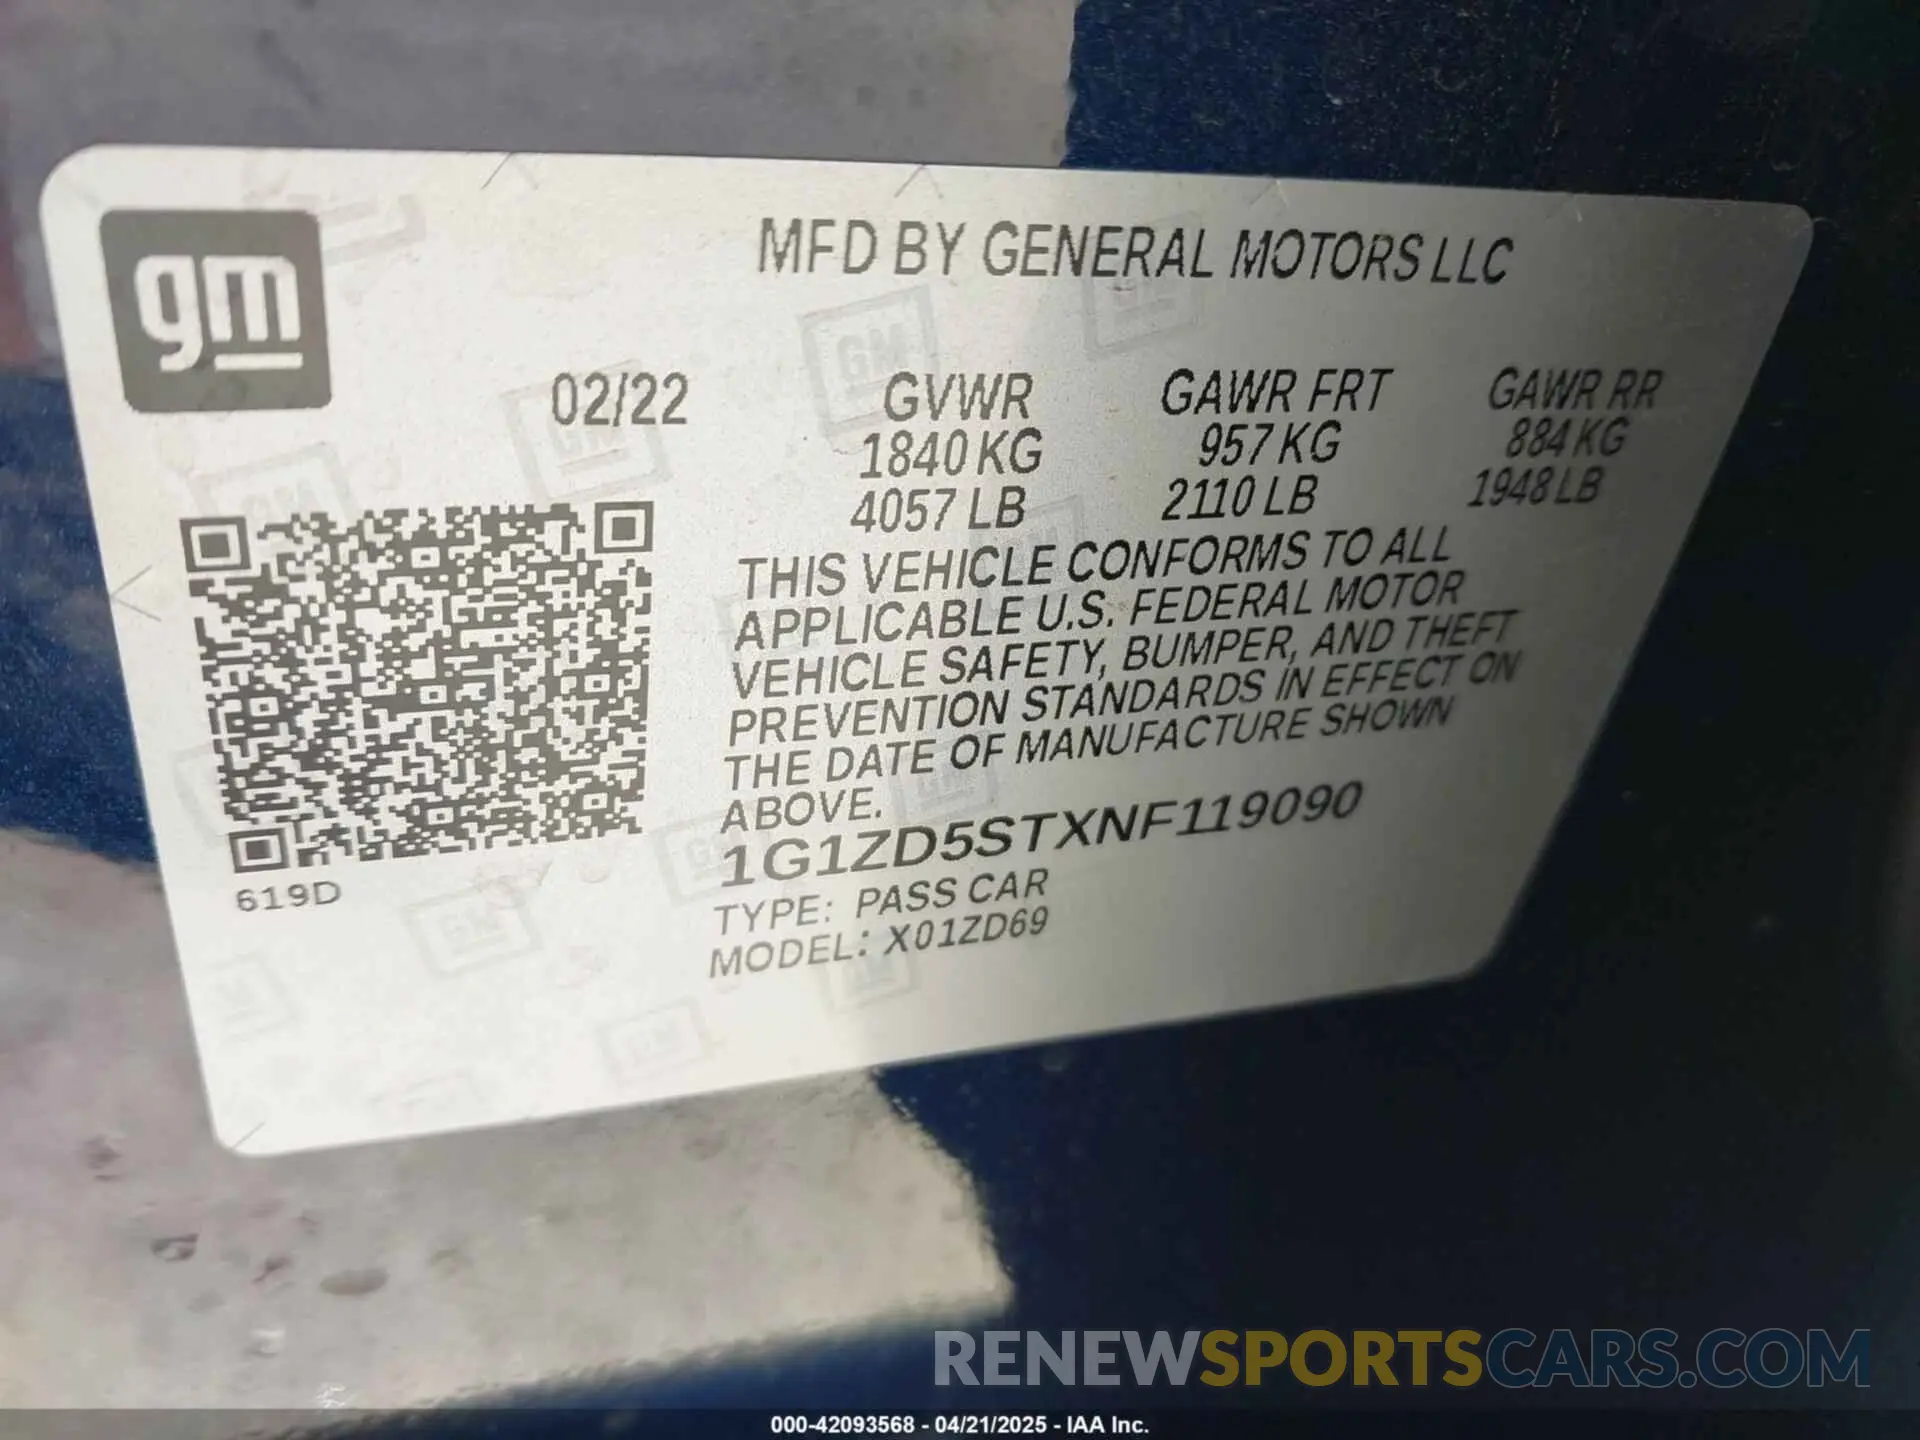 gm
MFD BY GENERAL MOTORS LLC
02/22 GVWR GAWR FRT GAWR RR
1840 KG 957 KG 884 KG
4057 LB 2110 LB 1948 LB
THIS VEHICLE CONFORMS TO ALL
APPLICABLE U.S. FEDERAL MOTOR
VEHICLE SAFETY, BUMPER, AND THEFT
PREVENTION STANDARDS IN EFFECT ON
THE DATE OF MANUFACTURE SHOWN
ABOVE.
1G1ZD5STXNF119090
619D
TYPE: PASS CAR
MODEL: X01ZD69
RENEWSPORTSCARS.COM
000-42093568 - 04/21/2025 - IAA Inc.